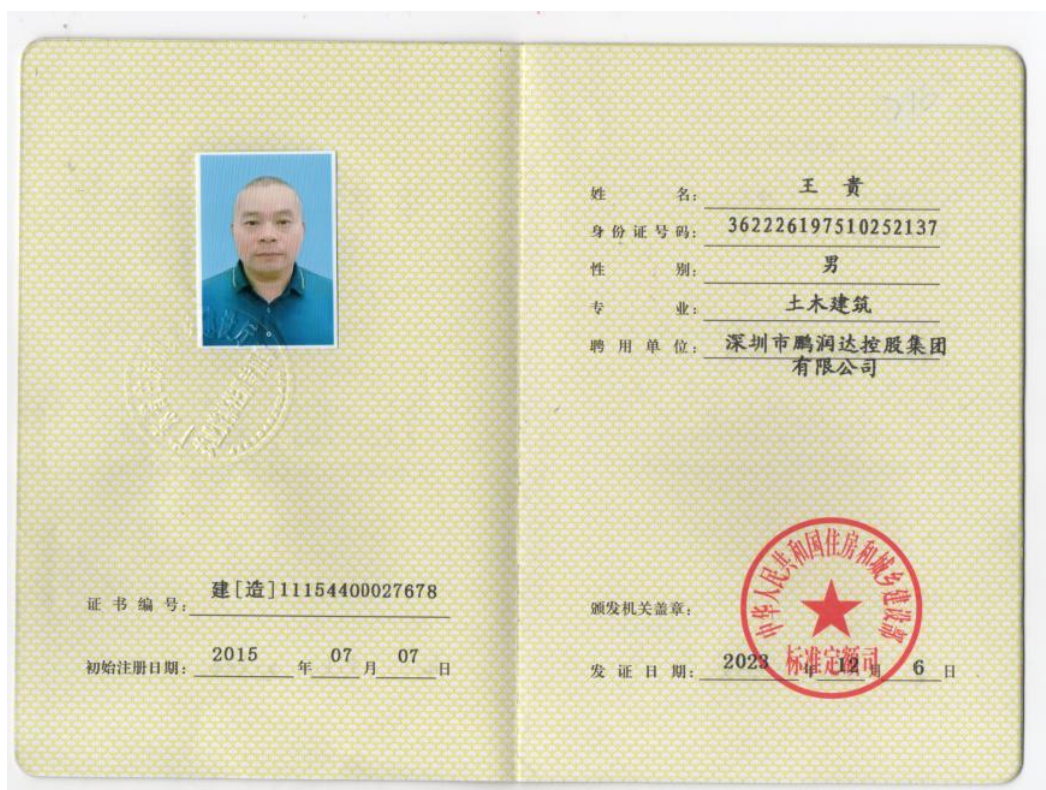 姓 名: 王 贵
身份证号码: 362226197510252137
性 别: 男
专 业: 土木建筑
聘用单位: 深圳市鹏润达控股集团
有限公司
证书编号: 建[造]11154400027678
初始注册日期: 2015 年 07 月 07 日
颁发机关盖章:
中华人民共和国住房和城乡建设部
标准定额司
发证日期: 2023 年 12 月 6 日